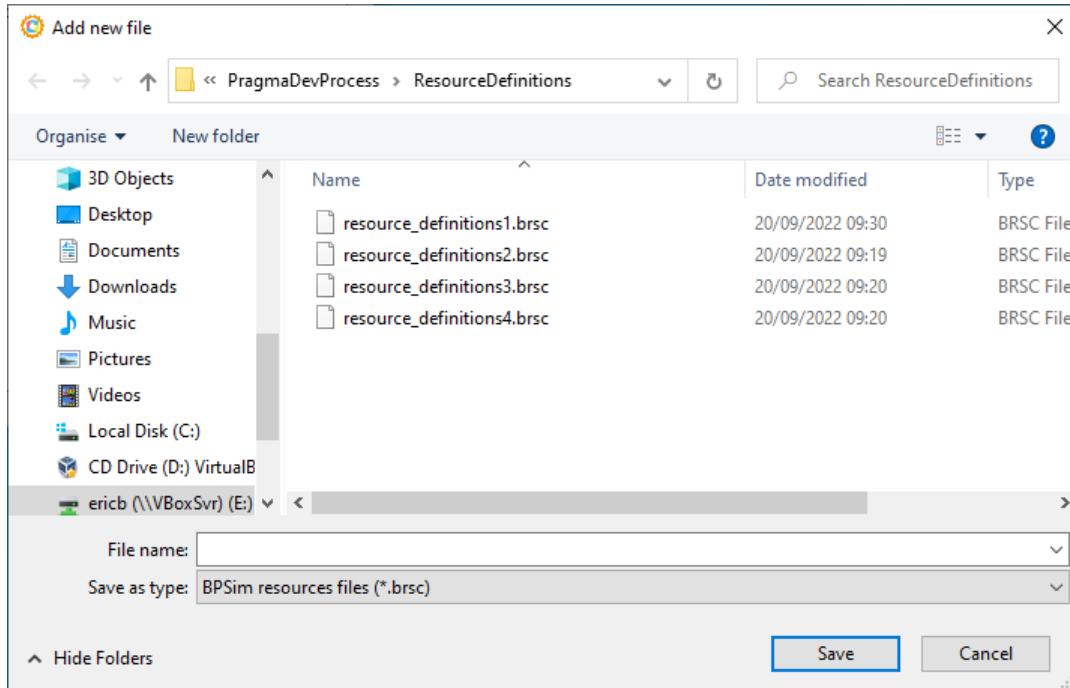 Add new file
« PragmaDevProcess > ResourceDefinitions
Search ResourceDefinitions
Organise New folder
?
3D Objects
Desktop
Documents
Downloads
Music
Pictures
Videos
Local Disk (C:)
CD Drive (D:) VirtualB
ericb (\\VBoxSvr) (E:)
Name Date modified Type
resource_definitions1.brsc 20/09/2022 09:30 BRSC File
resource_definitions2.brsc 20/09/2022 09:19 BRSC File
resource_definitions3.brsc 20/09/2022 09:20 BRSC File
resource_definitions4.brsc 20/09/2022 09:20 BRSC File
File name:
Save as type: BPSim resources files (*.brsc)
Hide Folders
Save Cancel